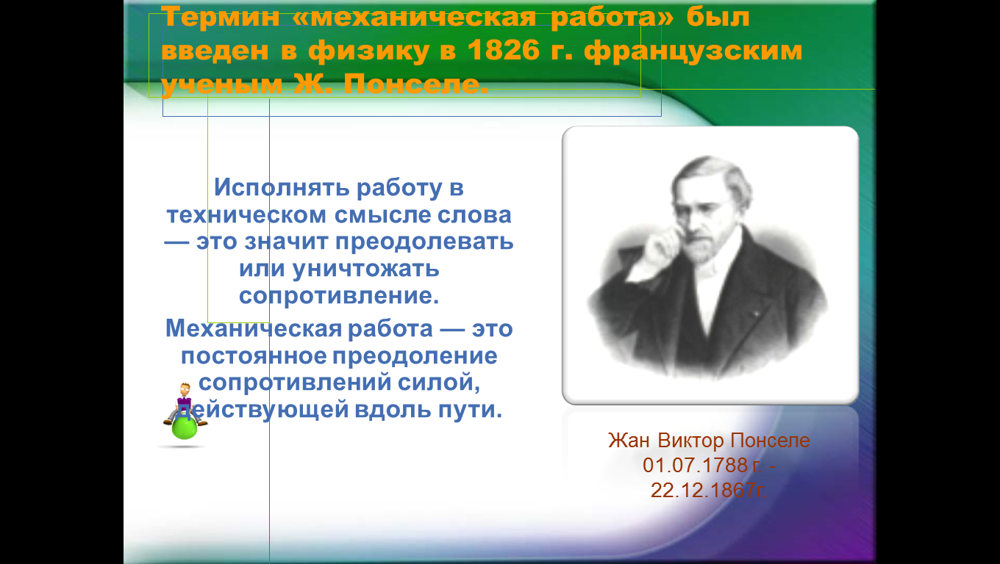 Термин «механическая работа» был
введен в физику в 1826 г. французским
ученым Ж. Понселе.
Исполнять работу в
техническом смысле слова
— это значит преодолевать
или уничтожать
сопротивление.
Механическая работа — это
постоянное преодоление
сопротивлений силой,
действующей вдоль пути.
Жан Виктор Понселе
01.07.1788 г. -
22.12.1867г.